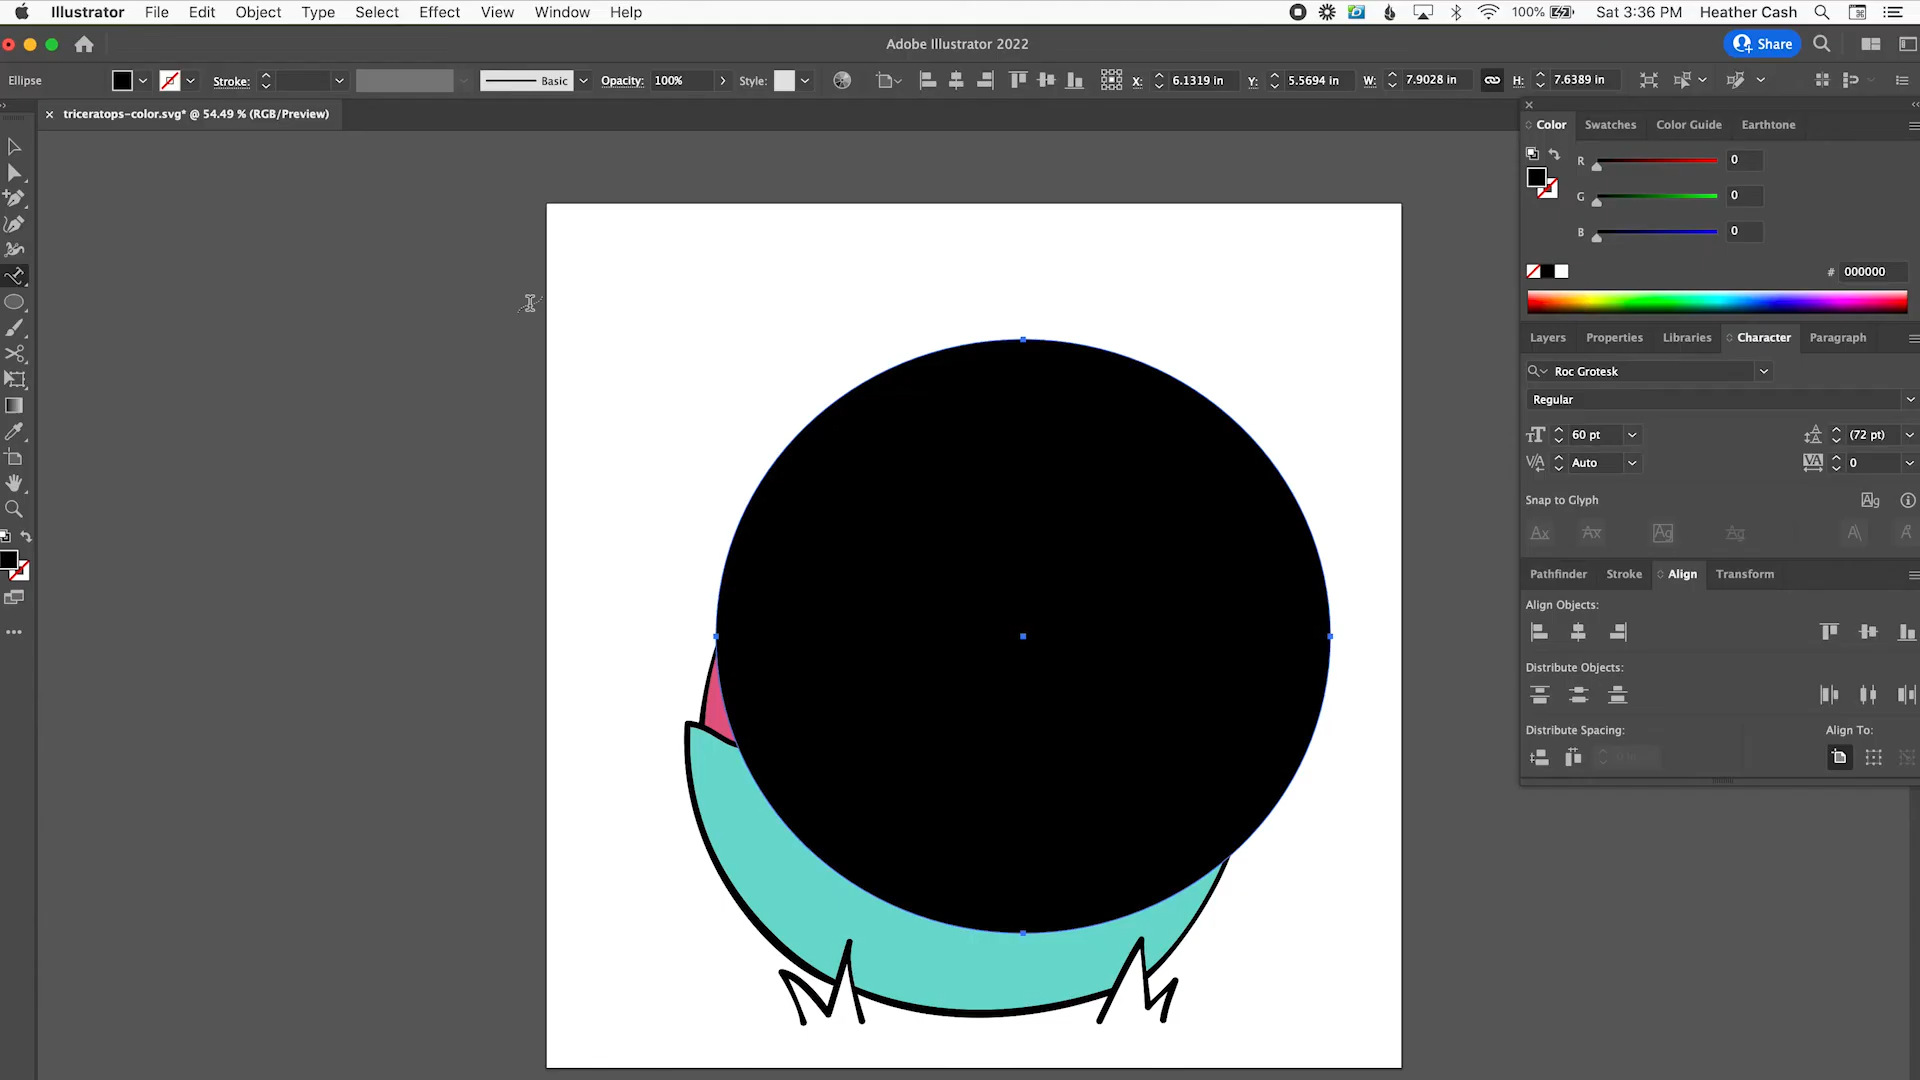 Illustrator File Edit Object Type Select Effect View Window Help 100% Sat 3:36 PM Heather Cash
Adobe Illustrator 2022 Share
Ellipse Stroke: Basic Opacity: 100% Style: X: 6.1319 in Y: 5.5694 in W: 7.9028 in H: 7.6389 in
triceratops-color.svg* @ 54.49 % (RGB/Preview)
Color Swatches Color Guide Earthtone
R 0
G 0
B 0
# 000000
Layers Properties Libraries Character Paragraph
Roc Grotesk
Regular
60 pt (72 pt)
Auto 0
Snap to Glyph
Pathfinder Stroke Align Transform
Align Objects:
Distribute Objects:
Distribute Spacing: Align To: